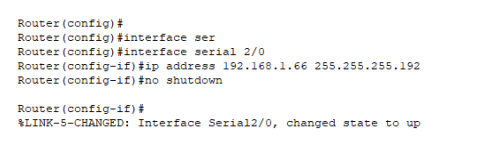 Router(config)#
Router(config)#interface ser
Router(config)#interface serial 2/0
Router(config-if)#ip address 192.168.1.66 255.255.255.192
Router(config-if)#no shutdown
Router(config-if)#
%LINK-5-CHANGED: Interface Serial2/0, changed state to up